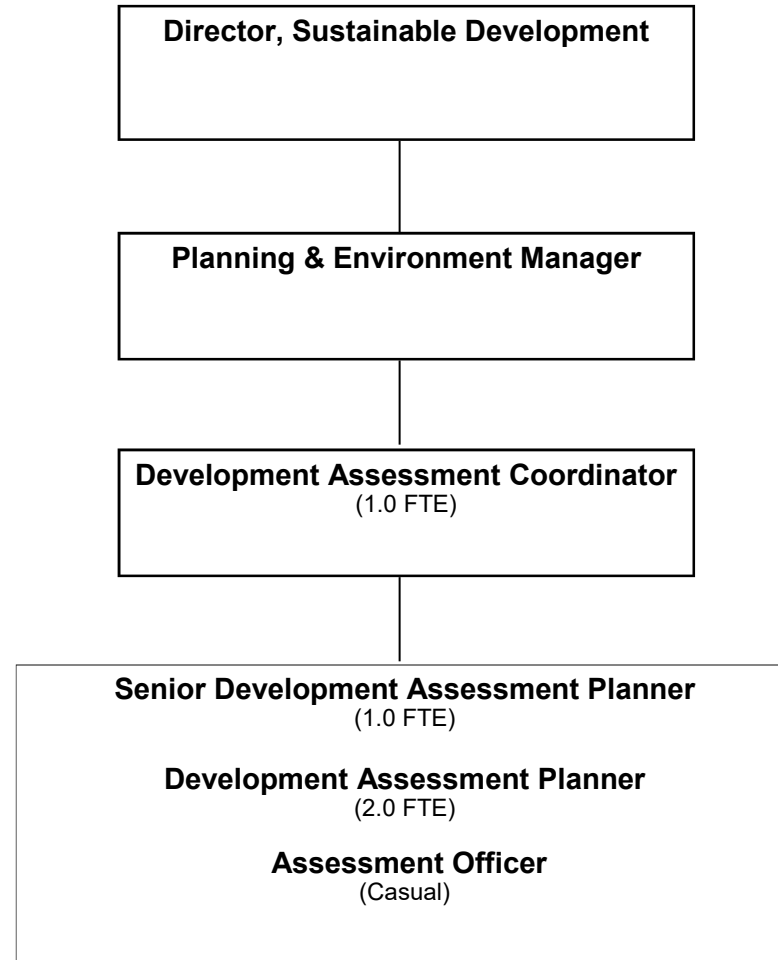 Director, Sustainable Development
Planning & Environment Manager
Development Assessment Coordinator
(1.0 FTE)
Senior Development Assessment Planner
(1.0 FTE)
Development Assessment Planner
(2.0 FTE)
Assessment Officer
(Casual)